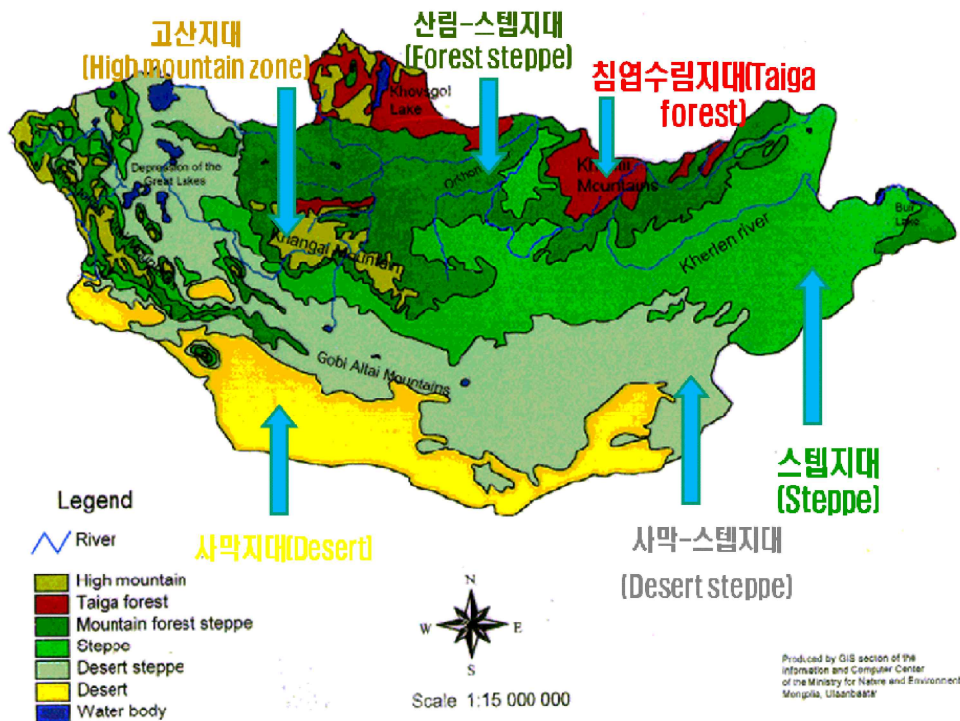 고산지대
(High mountain zone)
산림-스텝지대
(Forest steppe)
침엽수림지대(Taiga
forest)
Khovsgol
Lake
Depression of the
Great Lakes
Orkhon
Mountains
Khangai Mountain
Kherlen river
Lake
Gobi Altai Mountains
스텝지대
(Steppe)
사막지대(Desert)
사막-스텝지대
(Desert steppe)
Legend
River
High mountain
Taiga forest
Mountain forest steppe
Steppe
Desert steppe
Desert
Water body
N
W
E
S
Scale 1:15 000 000
Produced by GIS section of the
Information and Computer Center
of the Ministry for Nature and Environment
Mongolia, Ulaanbaatar